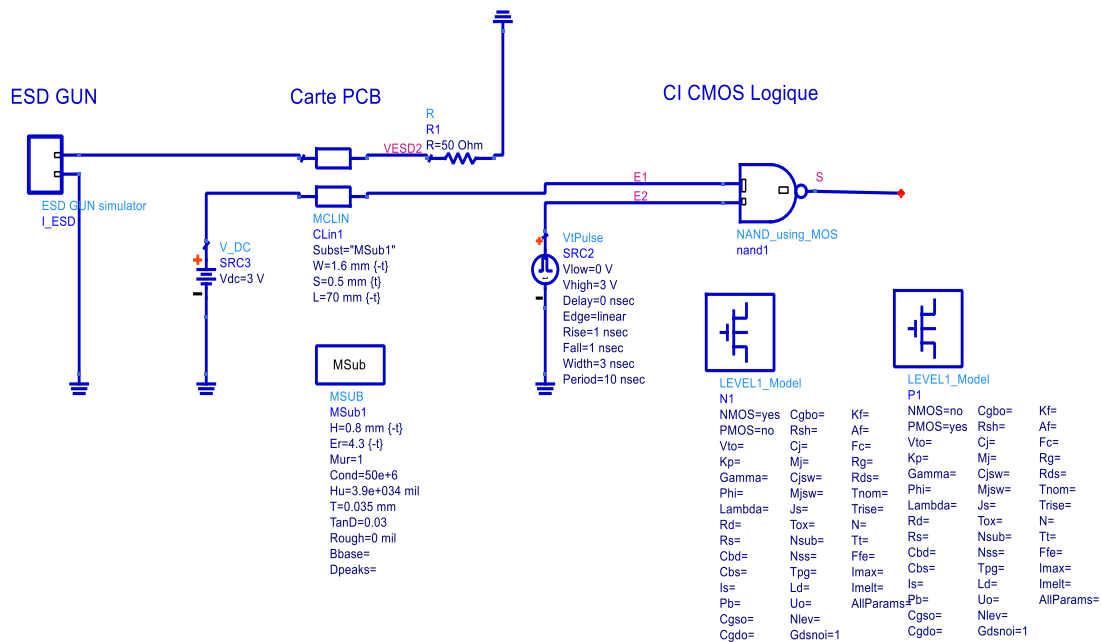 ESD GUN
Carte PCB
CI CMOS Logique
R
R1
R=50 Ohm
VESD2
ESD GUN simulator
I_ESD
E1
E2
S
NAND_using_MOS
nand1
V_DC
SRC3
Vdc=3 V
MCLIN
CLin1
Subst="MSub1"
W=1.6 mm {-t}
S=0.5 mm {t}
L=70 mm {-t}
VtPulse
SRC2
Vlow=0 V
Vhigh=3 V
Delay=0 nsec
Edge=linear
Rise=1 nsec
Fall=1 nsec
Width=3 nsec
Period=10 nsec
MSub
MSUB
MSub1
H=0.8 mm {-t}
Er=4.3 {-t}
Mur=1
Cond=50e+6
Hu=3.9e+034 mil
T=0.035 mm
TanD=0.03
Rough=0 mil
Bbase=
Dpeaks=
LEVEL1_Model
N1
NMOS=yes Cgbo= Kf=
PMOS=no Rsh= Af=
Vto= Cj= Fc=
Kp= Mj= Rg=
Gamma= Cjsw= Rds=
Phi= Mjsw= Tnom=
Lambda= Js= Trise=
Rd= Tox= N=
Rs= Nsub= Tt=
Cbd= Nss= Ffe=
Cbs= Tpg= Imax=
Is= Ld= Imelt=
Pb= Uo= AllParams=
Cgso= Nlev=
Cgdo= Gdsnoi=1
LEVEL1_Model
P1
NMOS=no Cgbo= Kf=
PMOS=yes Rsh= Af=
Vto= Cj= Fc=
Kp= Mj= Rg=
Gamma= Cjsw= Rds=
Phi= Mjsw= Tnom=
Lambda= Js= Trise=
Rd= Tox= N=
Rs= Nsub= Tt=
Cbd= Nss= Ffe=
Cbs= Tpg= Imax=
Is= Ld= Imelt=
Pb= Uo= AllParams=
Cgso= Nlev=
Cgdo= Gdsnoi=1